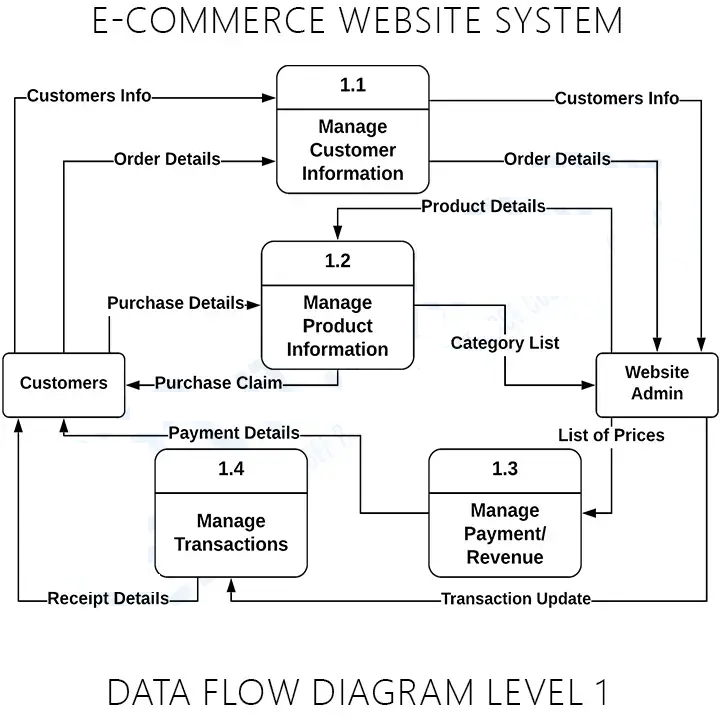 E-COMMERCE WEBSITE SYSTEM
1.1
Customers Info
Customers Info
Manage
Customer
Information
Order Details
Order Details
Product Details
1.2
Purchase Details
Manage
Product
Information
Category List
Customers
Purchase Claim
Website
Admin
Payment Details
List of Prices
1.4
1.3
Manage
Transactions
Manage
Payment/
Revenue
Receipt Details
Transaction Update
DATA FLOW DIAGRAM LEVEL 1